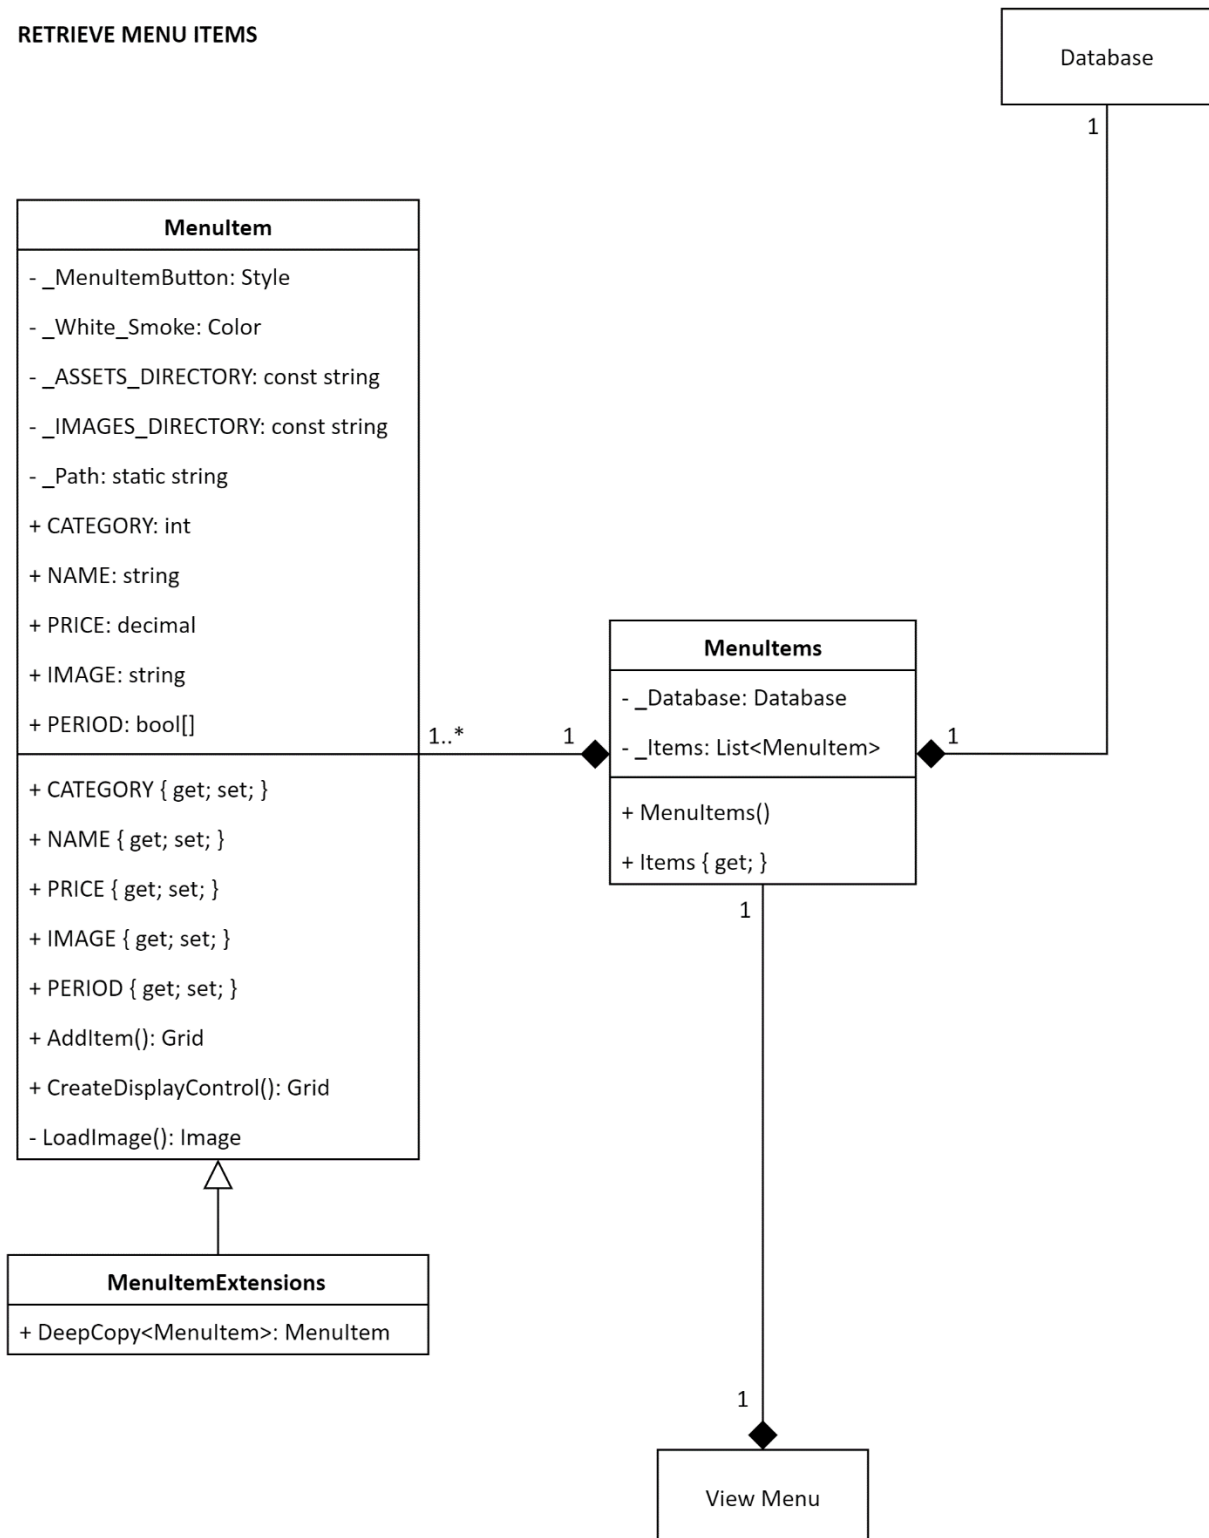 RETRIEVE MENU ITEMS
Database
1
MenuItem
- _MenuItemButton: Style
- _White_Smoke: Color
- _ASSETS_DIRECTORY: const string
- _IMAGES_DIRECTORY: const string
- _Path: static string
+ CATEGORY: int
+ NAME: string
+ PRICE: decimal
+ IMAGE: string
+ PERIOD: bool[]
+ CATEGORY { get; set; }
+ NAME { get; set; }
+ PRICE { get; set; }
+ IMAGE { get; set; }
+ PERIOD { get; set; }
+ AddItem(): Grid
+ CreateDisplayControl(): Grid
- LoadImage(): Image
1..*
1
MenuItems
- _Database: Database
- _Items: List<MenuItem>
+ MenuItems()
+ Items { get; }
1
1
MenuItemExtensions
+ DeepCopy<MenuItem>: MenuItem
1
View Menu